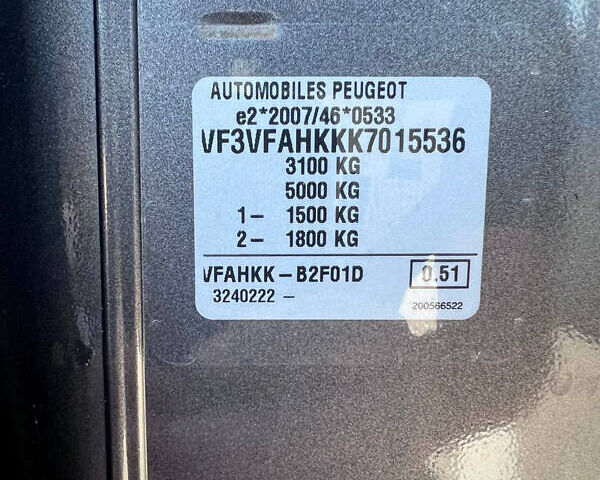 AUTOMOBILES PEUGEOT
e2*2007/46*0533
VF3VFAHKKK7015536
3100 KG
5000 KG
1- 1500 KG
2- 1800 KG
VFAHKK-B2F01D 0.51
3240222 -
200566522